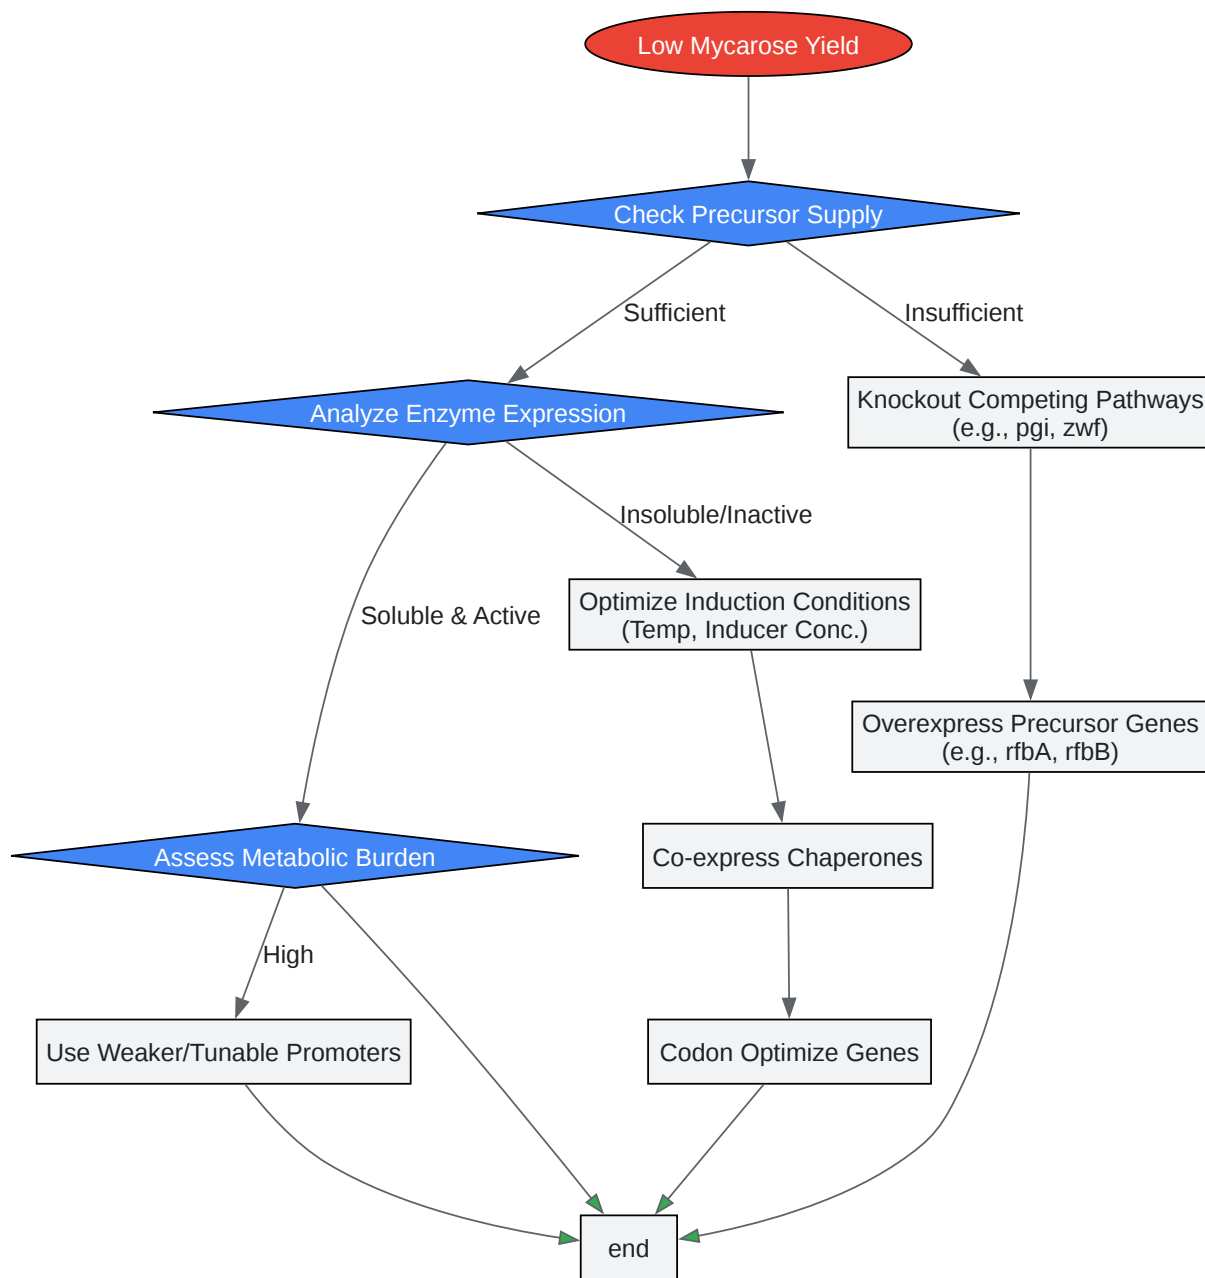 Low Mycarose Yield
Check Precursor Supply
Sufficient
Insufficient
Analyze Enzyme Expression
Knockout Competing Pathways
(e.g., pgi, zwf)
Insoluble/Inactive
Optimize Induction Conditions
(Temp, Inducer Conc.)
Soluble & Active
Overexpress Precursor Genes
(e.g., rfbA, rfbB)
Assess Metabolic Burden
Co-express Chaperones
High
Use Weaker/Tunable Promoters
Codon Optimize Genes
end